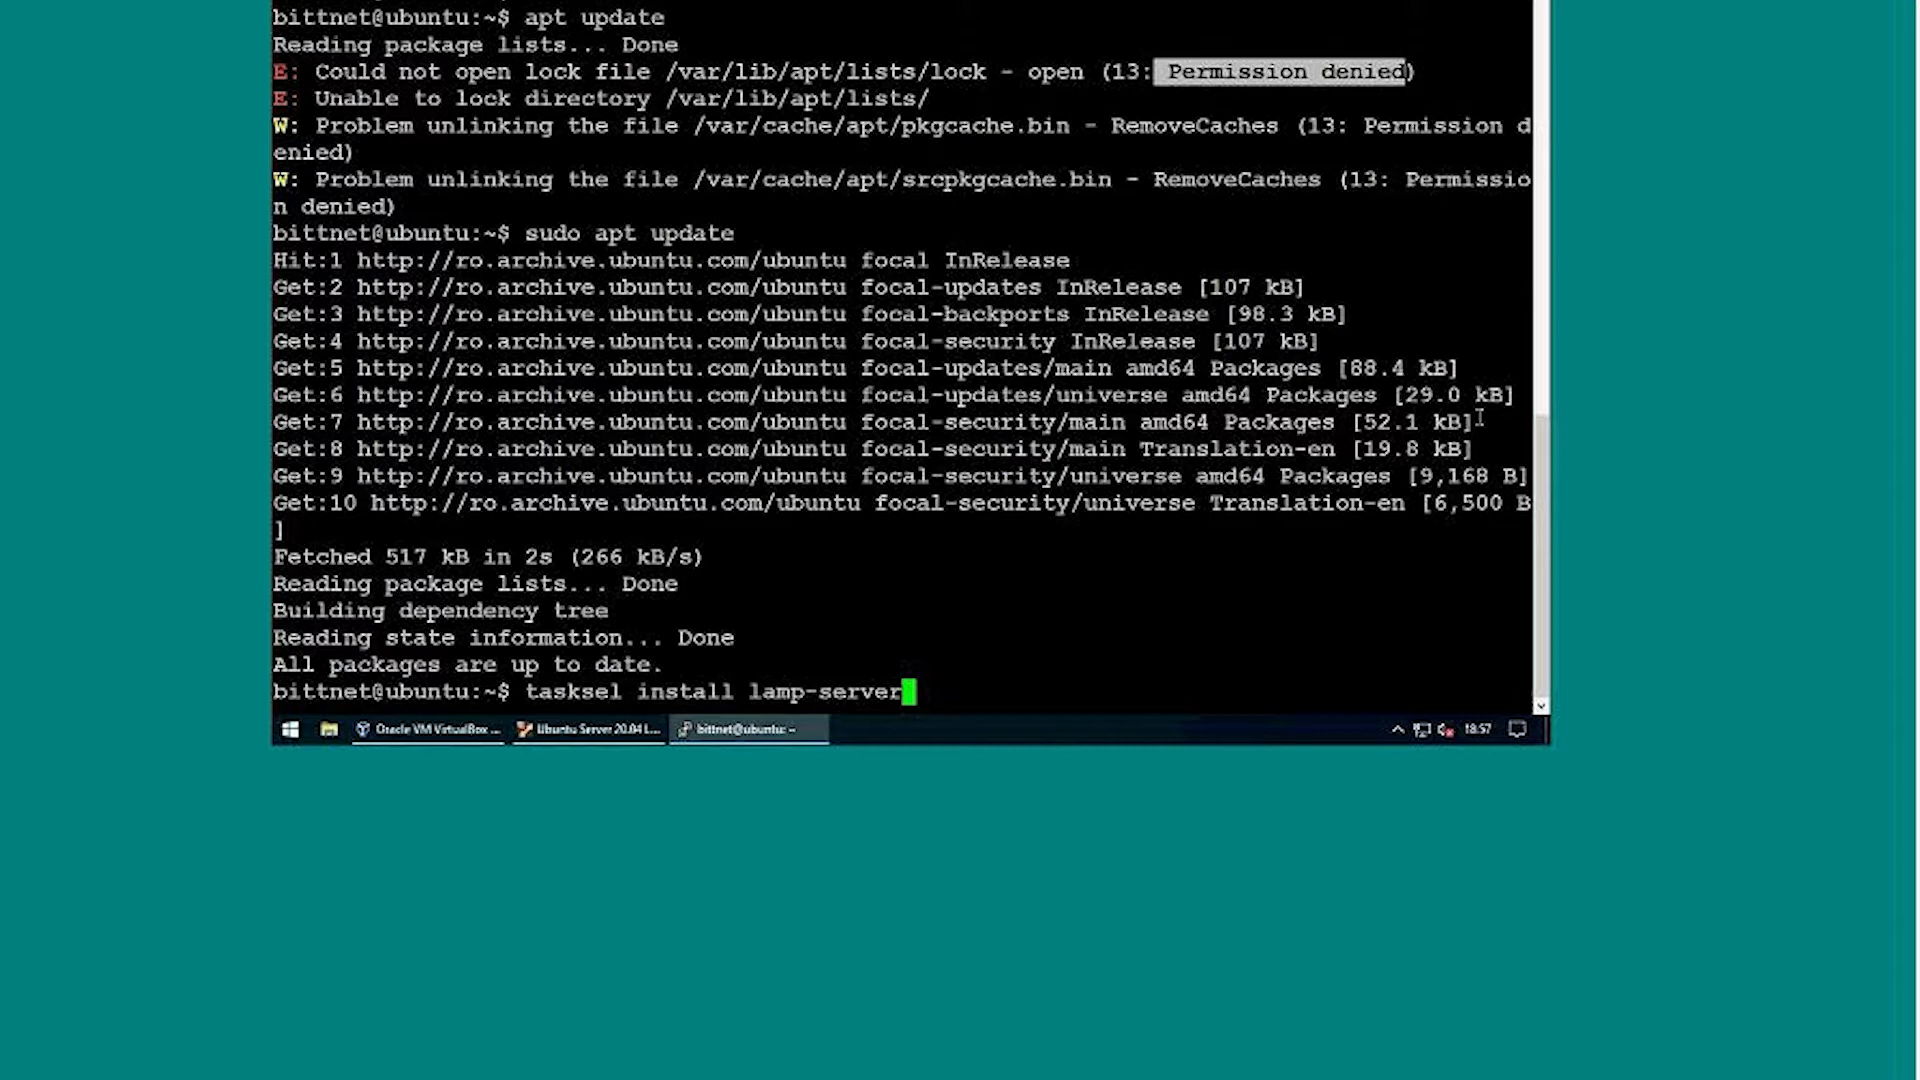 bittnet@ubuntu:~$ apt update
Reading package lists... Done
E: Could not open lock file /var/lib/apt/lists/lock - open (13: Permission denied)
E: Unable to lock directory /var/lib/apt/lists/
W: Problem unlinking the file /var/cache/apt/pkgcache.bin - RemoveCaches (13: Permission d
enied)
W: Problem unlinking the file /var/cache/apt/srcpkgcache.bin - RemoveCaches (13: Permissio
n denied)
bittnet@ubuntu:~$ sudo apt update
Hit:1 http://ro.archive.ubuntu.com/ubuntu focal InRelease
Get:2 http://ro.archive.ubuntu.com/ubuntu focal-updates InRelease [107 kB]
Get:3 http://ro.archive.ubuntu.com/ubuntu focal-backports InRelease [98.3 kB]
Get:4 http://ro.archive.ubuntu.com/ubuntu focal-security InRelease [107 kB]
Get:5 http://ro.archive.ubuntu.com/ubuntu focal-updates/main amd64 Packages [88.4 kB]
Get:6 http://ro.archive.ubuntu.com/ubuntu focal-updates/universe amd64 Packages [29.0 kB]
Get:7 http://ro.archive.ubuntu.com/ubuntu focal-security/main amd64 Packages [52.1 kB]
Get:8 http://ro.archive.ubuntu.com/ubuntu focal-security/main Translation-en [19.8 kB]
Get:9 http://ro.archive.ubuntu.com/ubuntu focal-security/universe amd64 Packages [9,168 B]
Get:10 http://ro.archive.ubuntu.com/ubuntu focal-security/universe Translation-en [6,500 B
]
Fetched 517 kB in 2s (266 kB/s)
Reading package lists... Done
Building dependency tree
Reading state information... Done
All packages are up to date.
bittnet@ubuntu:~$ tasksel install lamp-server
Oracle VM VirtualBox ... Ubuntu Server 20.04 L... bittnet@ubuntu: ~ 18:57